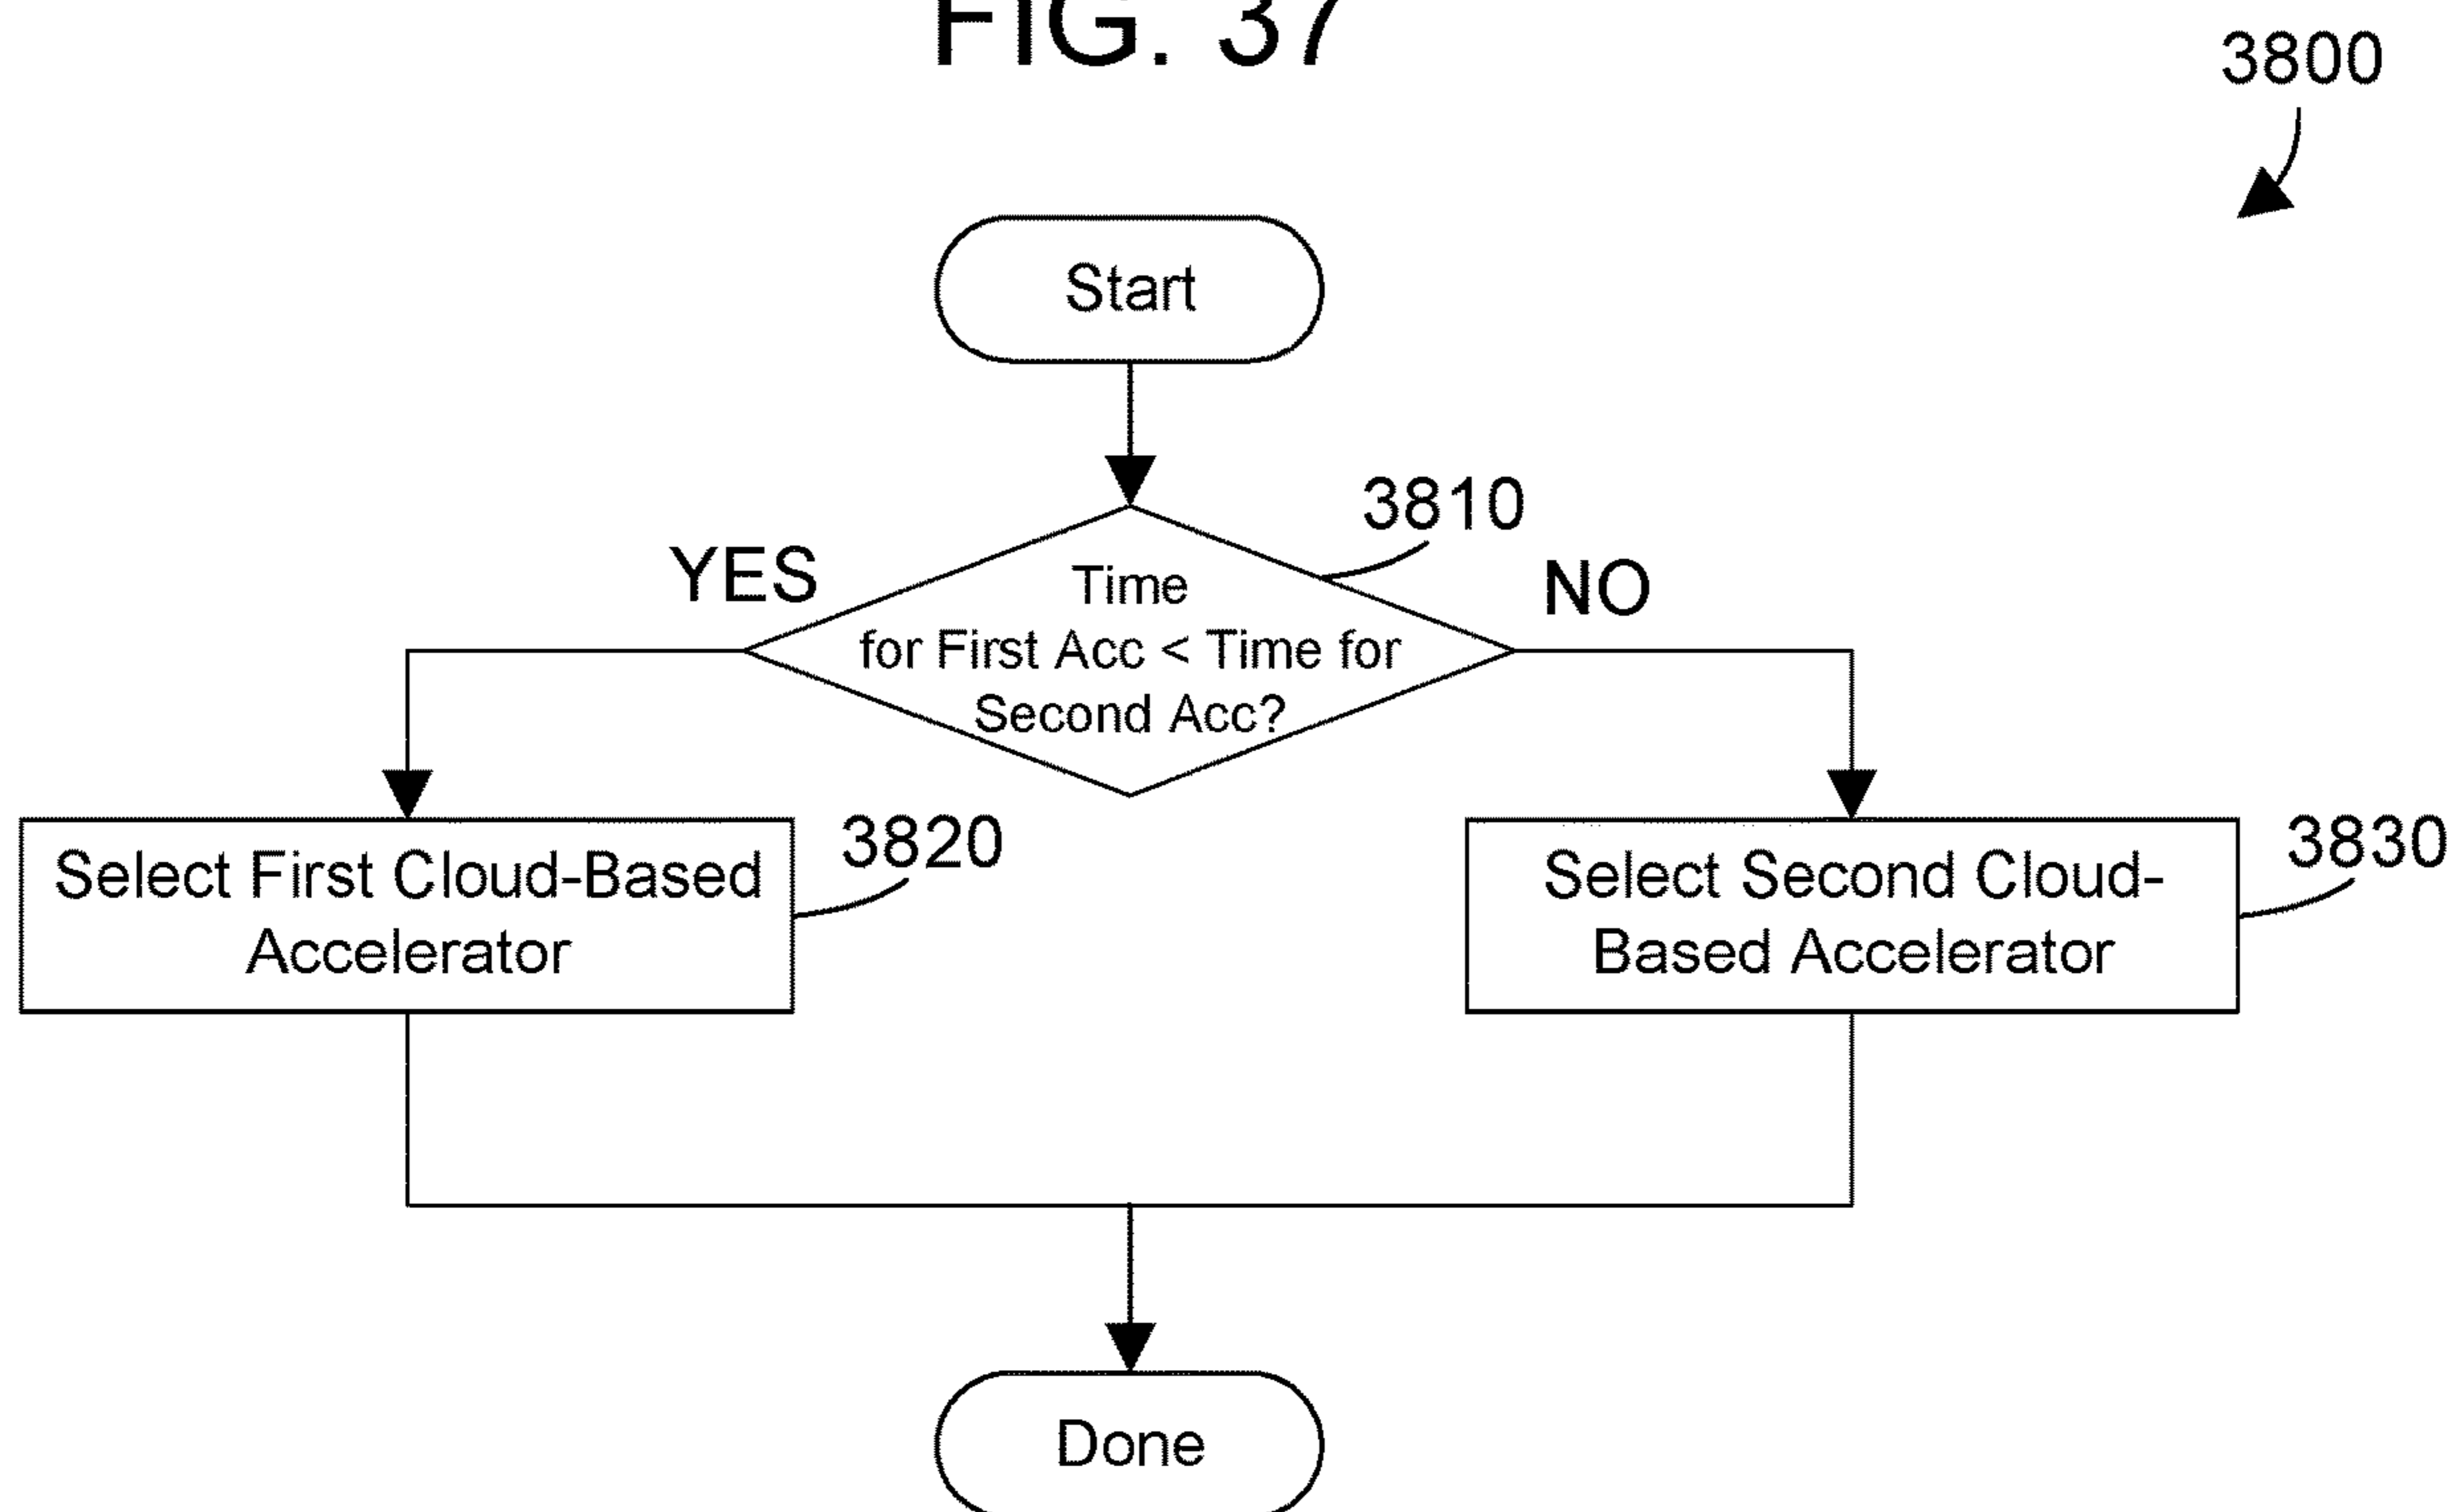 FIG. 37
3800
Start
3810
YES
NO
Time
for First Acc < Time for
Second Acc?
Select First Cloud-Based
Accelerator
3820
Select Second Cloud-
Based Accelerator
3830
Done